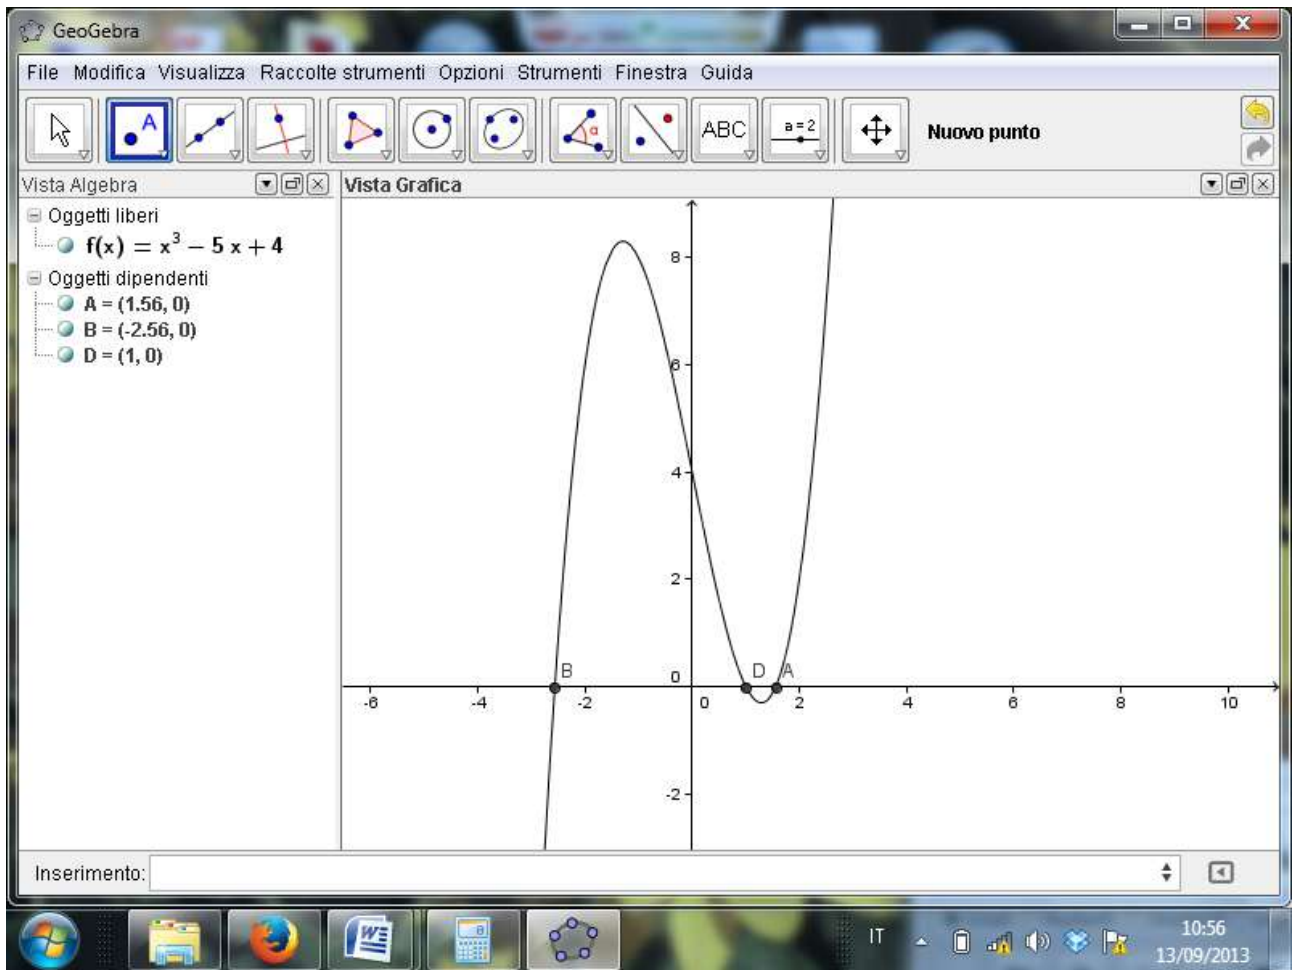 GeoGebra
File Modifica Visualizza Raccolte strumenti Opzioni Strumenti Finestra Guida
A
α
ABC
a = 2
Nuovo punto
Vista Algebra
Vista Grafica
Oggetti liberi
f(x) = x³ − 5 x + 4
Oggetti dipendenti
A = (1.56, 0)
B = (-2.56, 0)
D = (1, 0)
8
6
4
2
B
0
D
A
-6
-4
-2
0
2
4
6
8
10
-2
Inserimento:
W
IT
10:56
13/09/2013